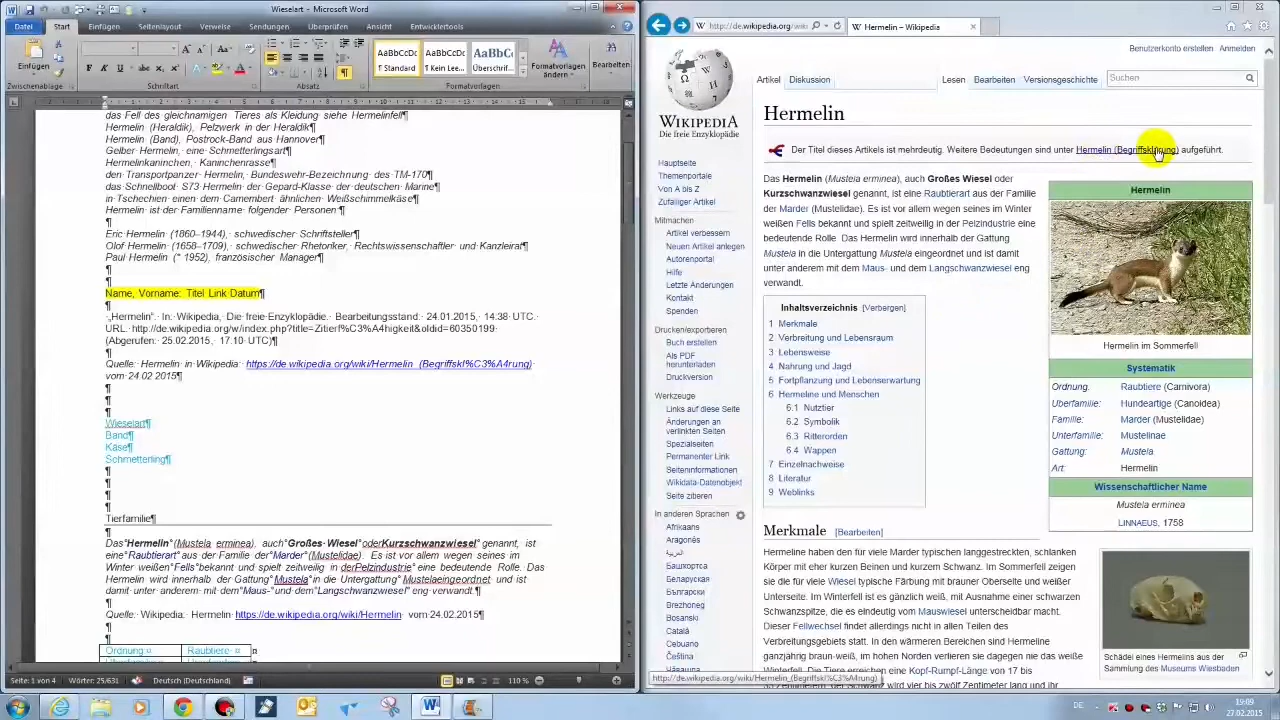 Wieselart - Microsoft Word
Datei Start Einfügen Seitenlayout Verweise Sendungen Überprüfen Ansicht Entwicklertools
AaBbCcDc AaBbCcDc AaBbC
¶ Standard ¶ Kein Lee... Überschrif...
Einfügen Formatvorlagen ändern Bearbeiten
Zwischenablage Schriftart Absatz Formatvorlagen
das Fell des gleichnamigen Tieres als Kleidung siehe Hermelinfell¶
Hermelin (Heraldik), Pelzwerk in der Heraldik¶
Hermelin (Band), Postrock-Band aus Hannover¶
Gelber Hermelin, eine Schmetterlingsart¶
Hermelinkaninchen, Kaninchenrasse¶
den Transportpanzer Hermelin, Bundeswehr-Bezeichnung des TM-170¶
das Schnellboot S73 Hermelin der Gepard-Klasse der deutschen Marine¶
in Tschechien einen dem Camembert ähnlichen Weißschimmelkäse¶
Hermelin ist der Familienname folgender Personen:¶
¶
Eric Hermelin (1860–1944), schwedischer Schriftsteller¶
Olof Hermelin (1658–1709), schwedischer Rhetoriker, Rechtswissenschaftler und Kanzleirat¶
Paul Hermelin (* 1952), französischer Manager¶
¶
¶
Name, Vorname: Titel Link Datum¶
¶
„Hermelin“. In: Wikipedia, Die freie Enzyklopädie. Bearbeitungsstand: 24.01.2015, 14:38 UTC.
URL: http://de.wikipedia.org/w/index.php?title=Zitierf%C3%A4higkeit&oldid=60350199
(Abgerufen: 25.02.2015, 17:10 UTC)¶
¶
Quelle: Hermelin in Wikipedia: https://de.wikipedia.org/wiki/Hermelin_(Begriffskl%C3%A4rung)
vom 24.02.2015¶
¶
¶
¶
Wieselart¶
Band¶
Käse¶
Schmetterling¶
¶
¶
¶
¶
Tierfamilie¶
¶
Das Hermelin (Mustela erminea), auch Großes Wiesel oder Kurzschwanzwiesel genannt, ist
eine Raubtierart aus der Familie der Marder (Mustelidae). Es ist vor allem wegen seines im
Winter weißen Fells bekannt und spielt zeitweilig in der Pelzindustrie eine bedeutende Rolle. Das
Hermelin wird innerhalb der Gattung Mustela in die Untergattung Mustela eingeordnet und ist
damit unter anderem mit dem Maus- und dem Langschwanzwiesel eng verwandt.¶
¶
Quelle: Wikipedia: Hermelin https://de.wikipedia.org/wiki/Hermelin vom 24.02.2015¶
¶
¶
Ordnung:¤ Raubtiere ¤ ¤
Seite: 1 von 4 Wörter: 25/631 Deutsch (Deutschland) 110 %
http://de.wikipedia.org/wiki Hermelin – Wikipedia
Benutzerkonto erstellen Anmelden
Artikel Diskussion Lesen Bearbeiten Versionsgeschichte Suchen
WIKIPEDIA
Die freie Enzyklopädie
Hauptseite
Themenportale
Von A bis Z
Zufälliger Artikel
Mitmachen
Artikel verbessern
Neuen Artikel anlegen
Autorenportal
Hilfe
Letzte Änderungen
Kontakt
Spenden
Drucken/exportieren
Buch erstellen
Als PDF
herunterladen
Druckversion
Werkzeuge
Links auf diese Seite
Änderungen an
verlinkten Seiten
Spezialseiten
Permanenter Link
Seiteninformationen
Wikidata-Datenobjekt
Seite zitieren
In anderen Sprachen
Afrikaans
Aragonés
العربية
Башҡортса
Беларуская
Български
Brezhoneg
Bosanski
Català
Cebuano
Čeština
Hermelin
Der Titel dieses Artikels ist mehrdeutig. Weitere Bedeutungen sind unter Hermelin (Begriffsklärung) aufgeführt.
Das Hermelin (Mustela erminea), auch Großes Wiesel oder
Kurzschwanzwiesel genannt, ist eine Raubtierart aus der Familie
der Marder (Mustelidae). Es ist vor allem wegen seines im Winter
weißen Fells bekannt und spielt zeitweilig in der Pelzindustrie eine
bedeutende Rolle. Das Hermelin wird innerhalb der Gattung
Mustela in die Untergattung Mustela eingeordnet und ist damit
unter anderem mit dem Maus- und dem Langschwanzwiesel eng
verwandt.
Inhaltsverzeichnis [Verbergen]
1 Merkmale
2 Verbreitung und Lebensraum
3 Lebensweise
4 Nahrung und Jagd
5 Fortpflanzung und Lebenserwartung
6 Hermeline und Menschen
6.1 Nutztier
6.2 Symbolik
6.3 Ritterorden
6.4 Wappen
7 Einzelnachweise
8 Literatur
9 Weblinks
Hermelin
Hermelin im Sommerfell
Systematik
Ordnung: Raubtiere (Carnivora)
Überfamilie: Hundeartige (Canoidea)
Familie: Marder (Mustelidae)
Unterfamilie: Mustelinae
Gattung: Mustela
Art: Hermelin
Wissenschaftlicher Name
Mustela erminea
LINNAEUS, 1758
Merkmale [Bearbeiten]
Hermeline haben den für viele Marder typischen langgestreckten, schlanken
Körper mit eher kurzen Beinen und kurzem Schwanz. Im Sommerfell zeigen
sie die für viele Wiesel typische Färbung mit brauner Oberseite und weißer
Unterseite. Im Winterfell ist es gänzlich weiß, mit Ausnahme einer schwarzen
Schwanzspitze, die es eindeutig vom Mauswiesel unterscheidbar macht.
Dieser Fellwechsel findet allerdings nicht in allen Teilen des
Verbreitungsgebiets statt. In den wärmeren Bereichen sind Hermeline
ganzjährig braun-weiß, im hohen Norden verlieren sie dagegen nie das weiße
Winterfell. Die Tiere erreichen eine Kopf-Rumpf-Länge von 17 bis
Schädel eines Hermelins aus der
Sammlung des Museums Wiesbaden
http://de.wikipedia.org/wiki/Hermelin_(Begriffsklärung)
DE 19:09
27.02.2015